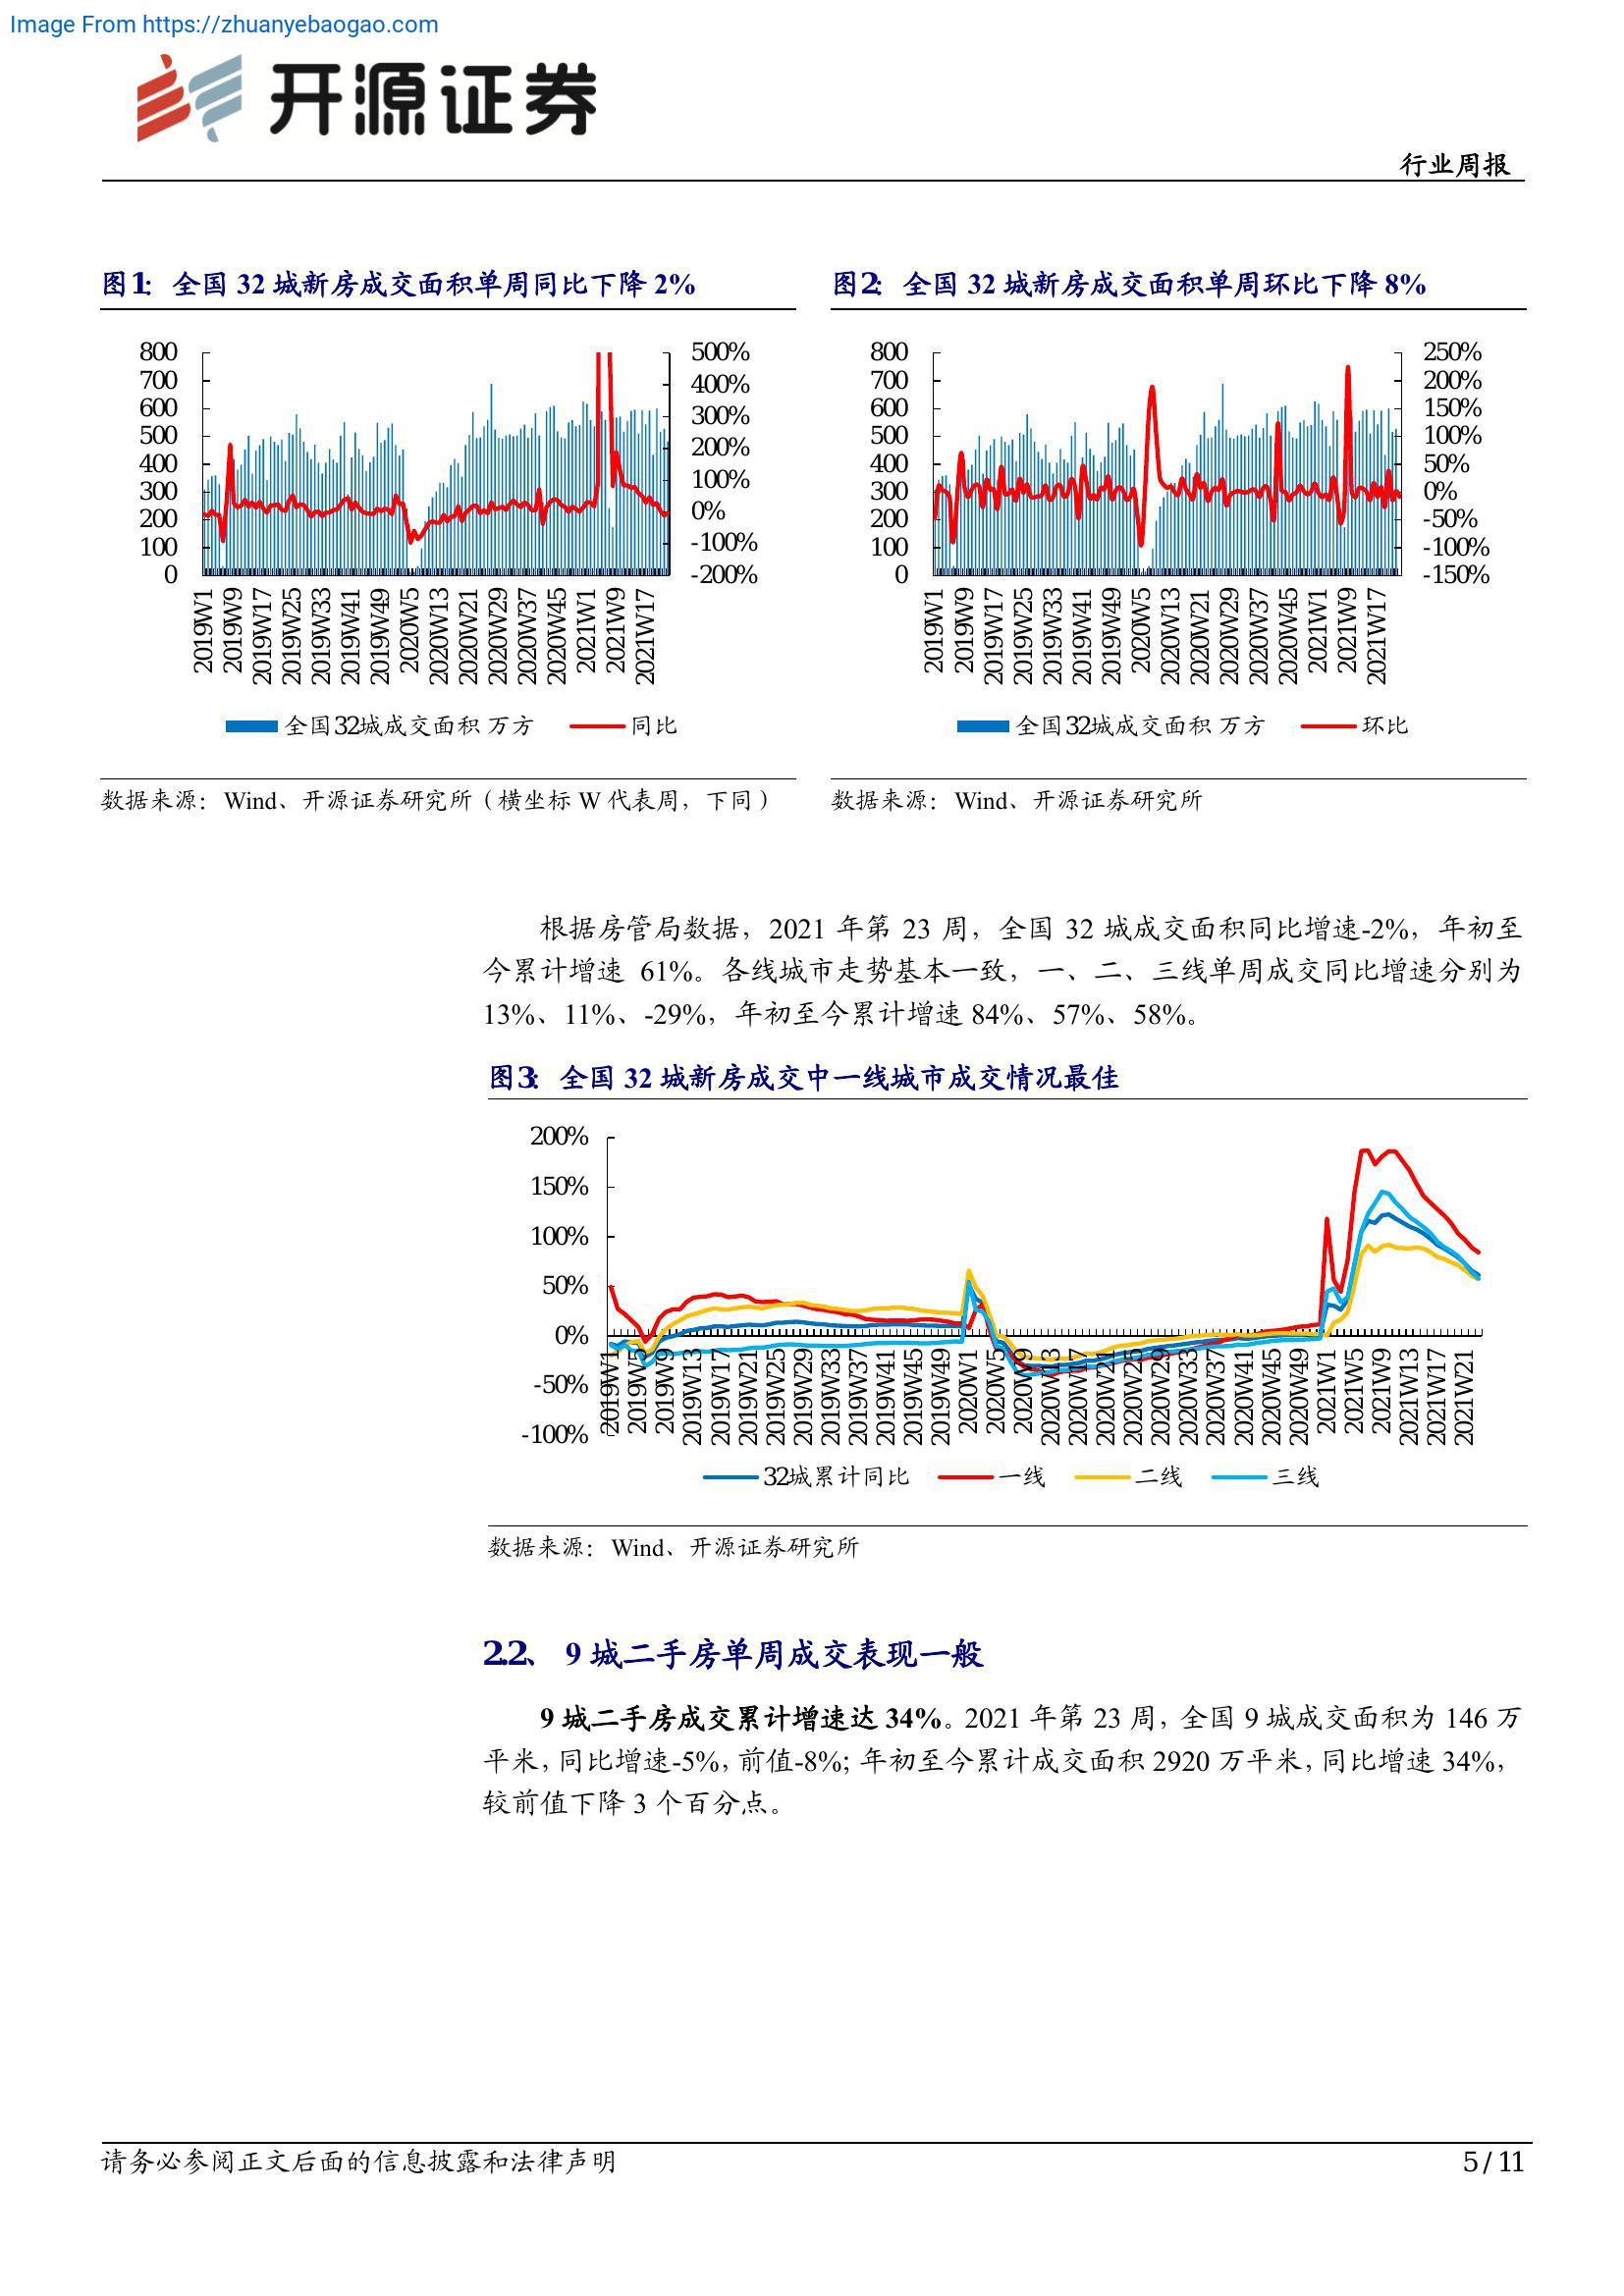 Image From https://zhuanyebaogao.com
开源证券
行业周报
图1：全国 32 城新房成交面积单周同比下降 2%
800
700
600
500
400
300
200
100
0
500%
400%
300%
200%
100%
0%
-100%
-200%
2019W1
2019W9
2019W17
2019W25
2019W33
2019W41
2019W49
2020W5
2020W13
2020W21
2020W29
2020W37
2020W45
2021W1
2021W9
2021W17
全国32城成交面积 万方
同比
数据来源：Wind、开源证券研究所（横坐标 W 代表周，下同）
图2：全国 32 城新房成交面积单周环比下降 8%
800
700
600
500
400
300
200
100
0
250%
200%
150%
100%
50%
0%
-50%
-100%
-150%
2019W1
2019W9
2019W17
2019W25
2019W33
2019W41
2019W49
2020W5
2020W13
2020W21
2020W29
2020W37
2020W45
2021W1
2021W9
2021W17
全国32城成交面积 万方
环比
数据来源：Wind、开源证券研究所
根据房管局数据，2021 年第 23 周，全国 32 城成交面积同比增速-2%，年初至
今累计增速 61%。各线城市走势基本一致，一、二、三线单周成交同比增速分别为
13%、11%、-29%，年初至今累计增速 84%、57%、58%。
图3：全国 32 城新房成交中一线城市成交情况最佳
200%
150%
100%
50%
0%
-50%
-100%
2019W1
2019W5
2019W9
2019W13
2019W17
2019W21
2019W25
2019W29
2019W33
2019W37
2019W41
2019W45
2019W49
2020W1
2020W5
2020W9
2020W13
2020W17
2020W21
2020W25
2020W29
2020W33
2020W37
2020W41
2020W45
2020W49
2021W1
2021W5
2021W9
2021W13
2021W17
2021W21
32城累计同比
一线
二线
三线
数据来源：Wind、开源证券研究所
2.2、 9 城二手房单周成交表现一般
9 城二手房成交累计增速达 34%。2021 年第 23 周，全国 9 城成交面积为 146 万
平米，同比增速-5%，前值-8%；年初至今累计成交面积 2920 万平米，同比增速 34%，
较前值下降 3 个百分点。
请务必参阅正文后面的信息披露和法律声明
5 / 11